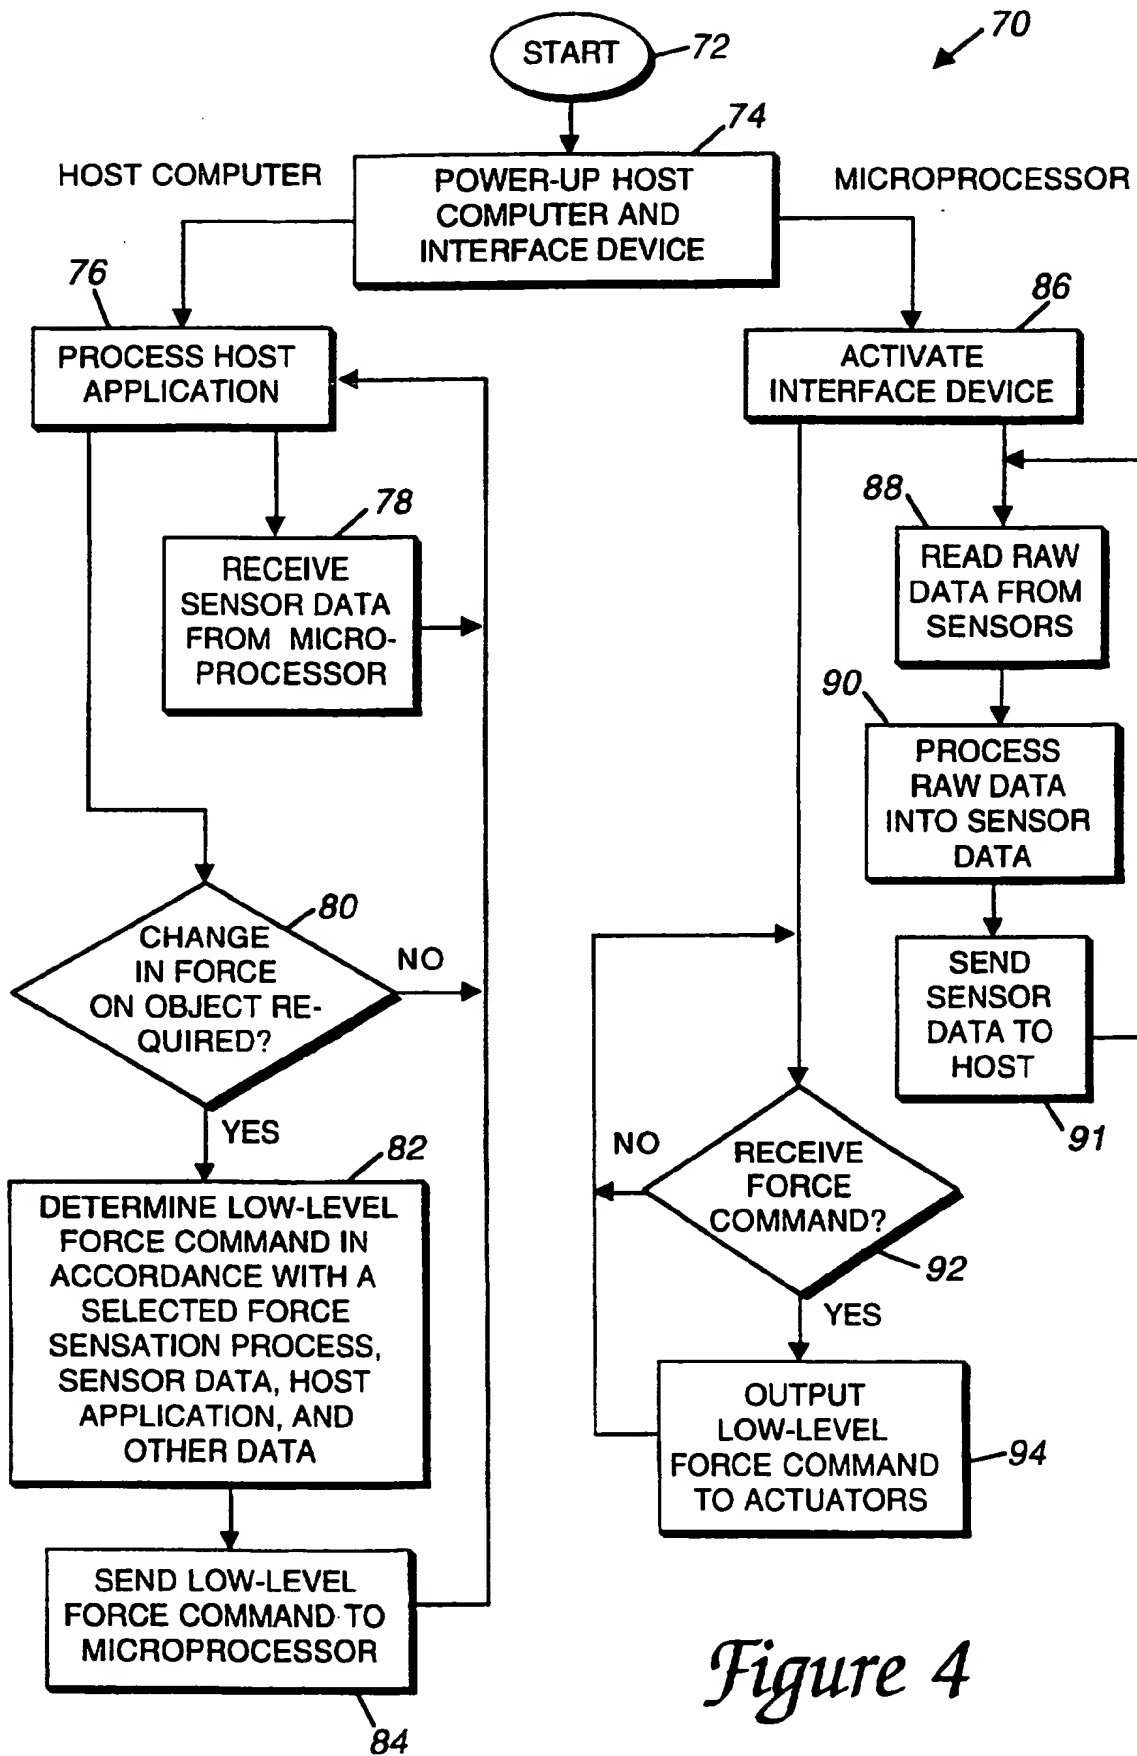 START
72
70
74
HOST COMPUTER
POWER-UP HOST
COMPUTER AND
INTERFACE DEVICE
MICROPROCESSOR
76
PROCESS HOST
APPLICATION
86
ACTIVATE
INTERFACE DEVICE
78
RECEIVE
SENSOR DATA
FROM MICRO-
PROCESSOR
88
READ RAW
DATA FROM
SENSORS
90
PROCESS
RAW DATA
INTO SENSOR
DATA
80
CHANGE
IN FORCE
ON OBJECT RE-
QUIRED?
NO
YES
SEND
SENSOR
DATA TO
HOST
91
82
DETERMINE LOW-LEVEL
FORCE COMMAND IN
ACCORDANCE WITH A
SELECTED FORCE
SENSATION PROCESS,
SENSOR DATA, HOST
APPLICATION, AND
OTHER DATA
NO
RECEIVE
FORCE
COMMAND?
92
YES
OUTPUT
LOW-LEVEL
FORCE COMMAND
TO ACTUATORS
94
SEND LOW-LEVEL
FORCE COMMAND TO
MICROPROCESSOR
84
Figure 4